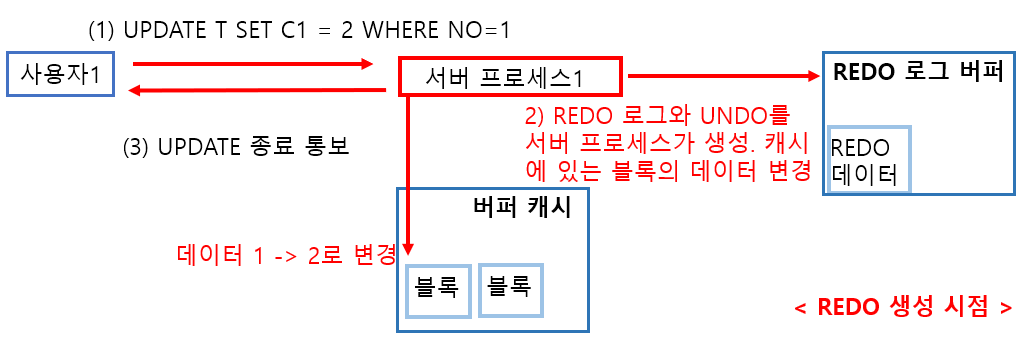 (1) UPDATE T SET C1 = 2 WHERE NO=1
사용자1
서버 프로세스1
REDO 로그 버퍼
2) REDO 로그와 UNDO를
서버 프로세스가 생성. 캐시
에 있는 블록의 데이터 변경
REDO
데이터
(3) UPDATE 종료 통보
버퍼 캐시
데이터 1 -> 2로 변경
블록
블록
< REDO 생성 시점 >